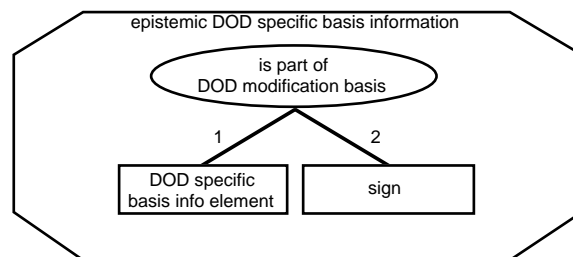 epistemic DOD specific basis information
is part of
DOD modification basis
1
2
DOD specific
basis info element
sign